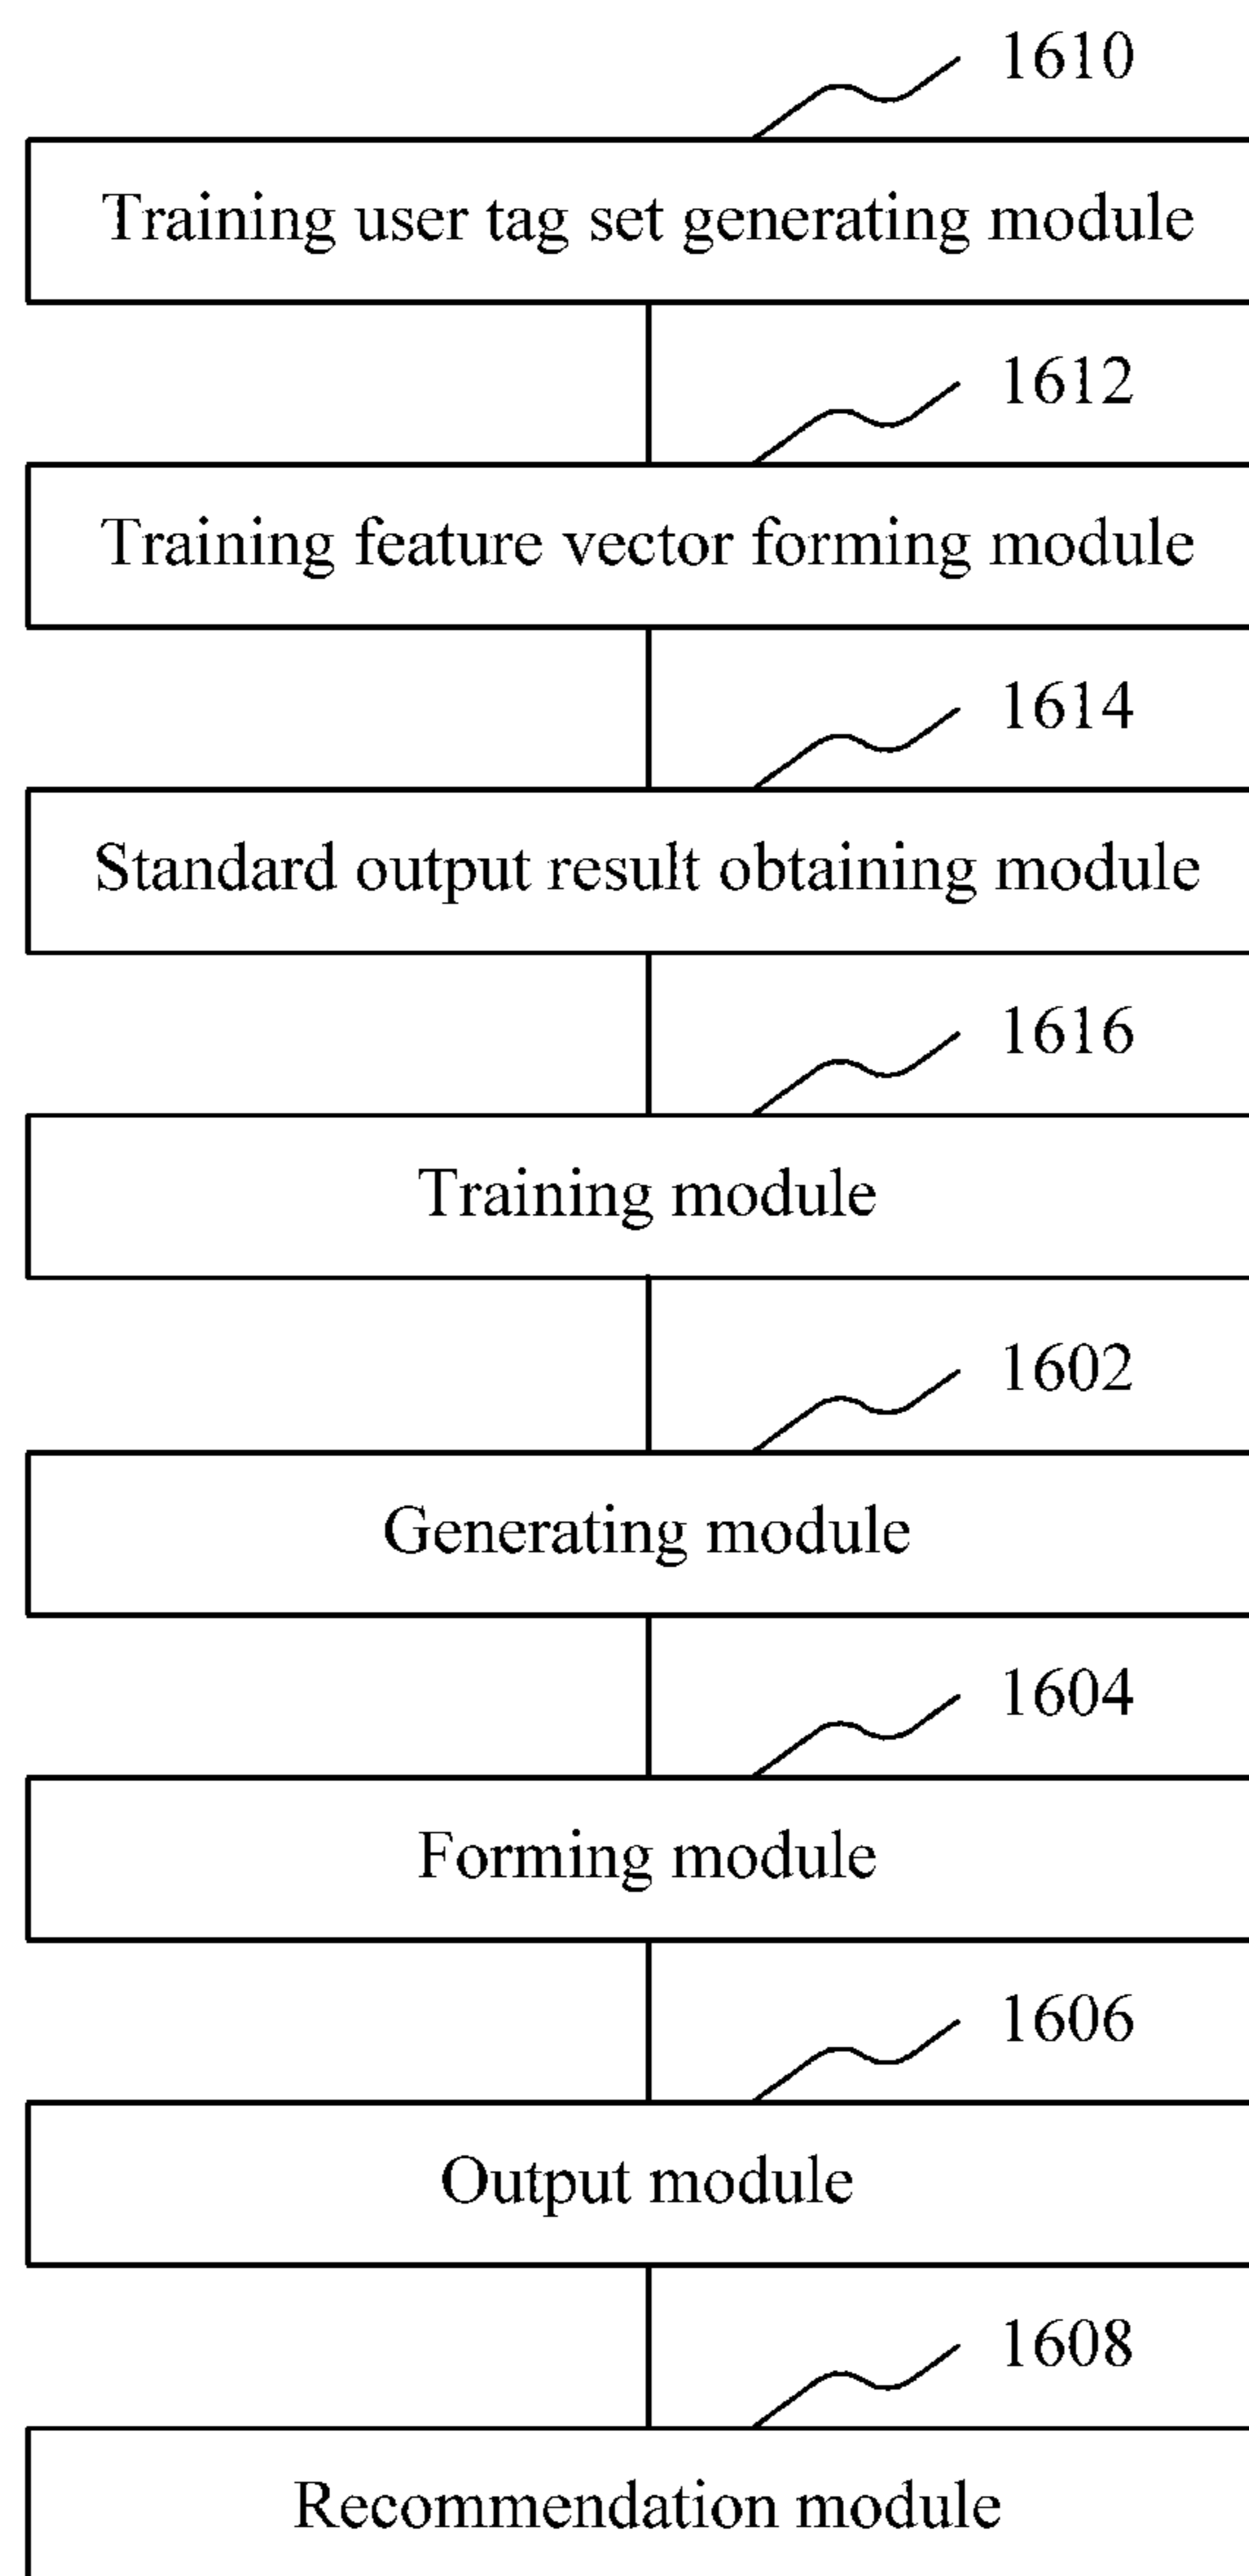 1610
Training user tag set generating module
1612
Training feature vector forming module
1614
Standard output result obtaining module
1616
Training module
1602
Generating module
1604
Forming module
1606
Output module
1608
Recommendation module